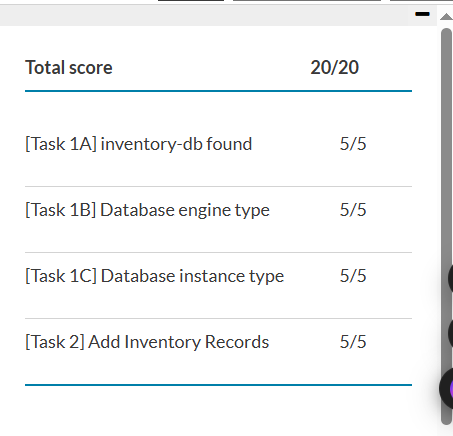 Total score 20/20
[Task 1A] inventory-db found 5/5
[Task 1B] Database engine type 5/5
[Task 1C] Database instance type 5/5
[Task 2] Add Inventory Records 5/5